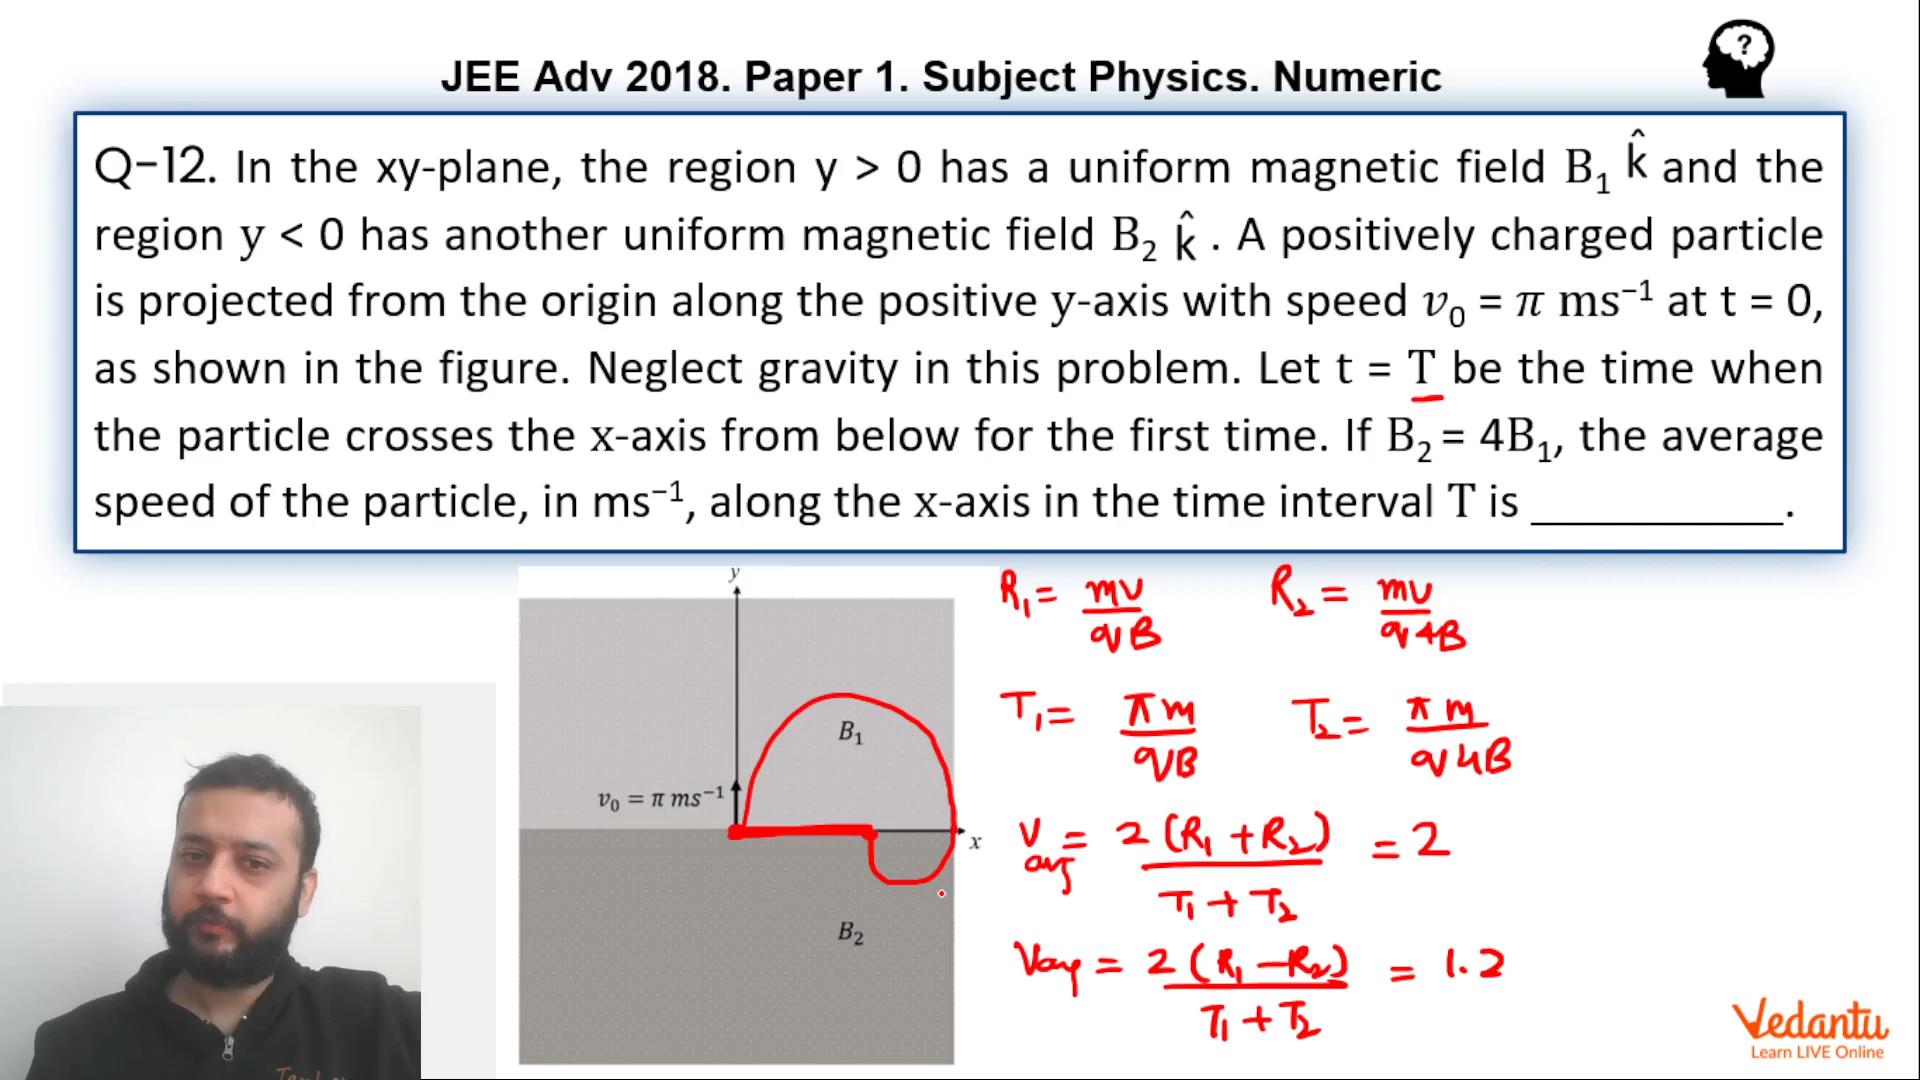 JEE Adv 2018. Paper 1. Subject Physics. Numeric
?
Q-12. In the xy-plane, the region y > 0 has a uniform magnetic field B₁ k̂ and the
region y < 0 has another uniform magnetic field B₂ k̂ . A positively charged particle
is projected from the origin along the positive y-axis with speed v₀ = π ms⁻¹ at t = 0,
as shown in the figure. Neglect gravity in this problem. Let t = T be the time when
the particle crosses the x-axis from below for the first time. If B₂ = 4B₁, the average
speed of the particle, in ms⁻¹, along the x-axis in the time interval T is __________.
y
B₁
v₀ = π ms⁻¹
x
B₂
R₁ = mv/qB
R₂ = mv/q4B
T₁ = πm/qB
T₂ = πm/q4B
Vavg = 2(R₁ + R₂)/T₁ + T₂ = 2
Vavg = 2(R₁ - R₂)/T₁ + T₂ = 1.2
Vedantu
Learn LIVE Online